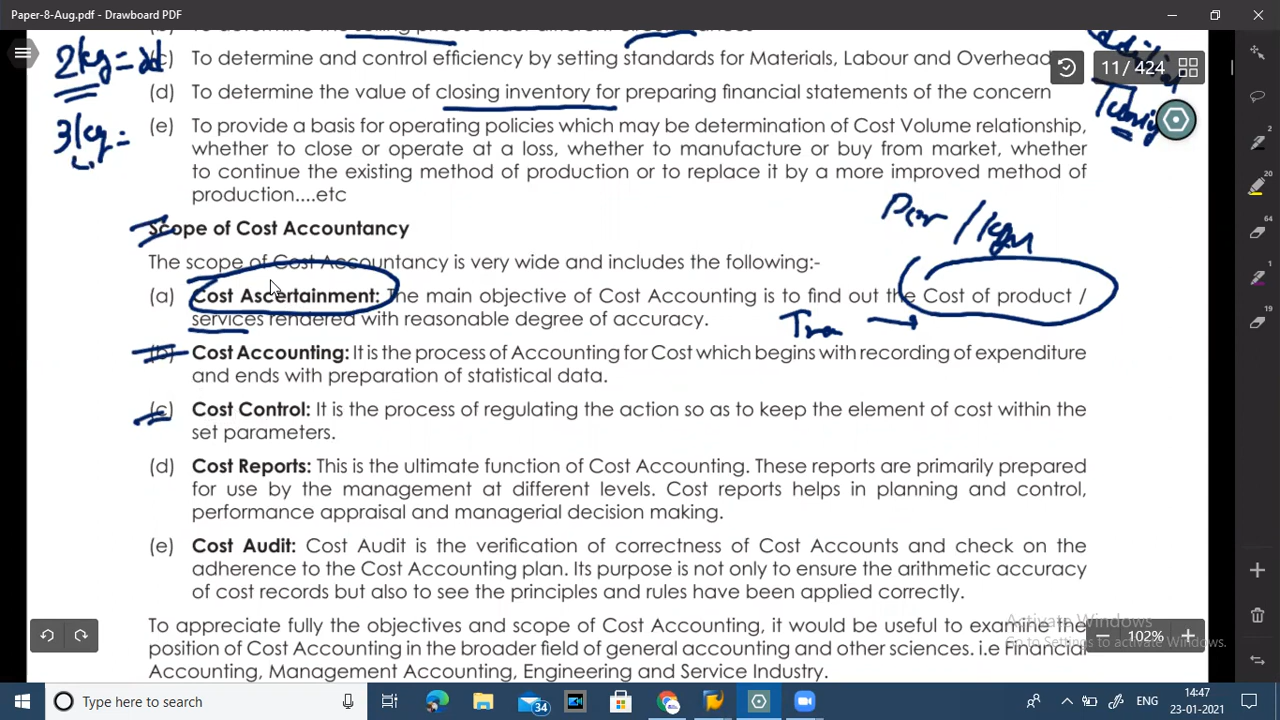 Paper-8-Aug.pdf - Drawboard PDF
2kg =
(c) To determine and control efficiency by setting standards for Materials, Labour and Overhead
11 / 424
(d) To determine the value of closing inventory for preparing financial statements of the concern
3kg =
(e) To provide a basis for operating policies which may be determination of Cost Volume relationship,
whether to close or operate at a loss, whether to manufacture or buy from market, whether
to continue the existing method of production or to replace it by a more improved method of
production....etc
Scope of Cost Accountancy
The scope of Cost Accountancy is very wide and includes the following:-
(a) Cost Ascertainment: The main objective of Cost Accounting is to find out the Cost of product /
services rendered with reasonable degree of accuracy.
Tra
(b) Cost Accounting: It is the process of Accounting for Cost which begins with recording of expenditure
and ends with preparation of statistical data.
(c) Cost Control: It is the process of regulating the action so as to keep the element of cost within the
set parameters.
(d) Cost Reports: This is the ultimate function of Cost Accounting. These reports are primarily prepared
for use by the management at different levels. Cost reports helps in planning and control,
performance appraisal and managerial decision making.
(e) Cost Audit: Cost Audit is the verification of correctness of Cost Accounts and check on the
adherence to the Cost Accounting plan. Its purpose is not only to ensure the arithmetic accuracy
of cost records but also to see the principles and rules have been applied correctly.
To appreciate fully the objectives and scope of Cost Accounting, it would be useful to examine the
position of Cost Accounting in the broader field of general accounting and other sciences. i.e Financial
Accounting, Management Accounting, Engineering and Service Industry.
Activate Windows
Go to Settings to activate Windows.
102%
20
64
19
Type here to search
34
ENG
14:47
23-01-2021